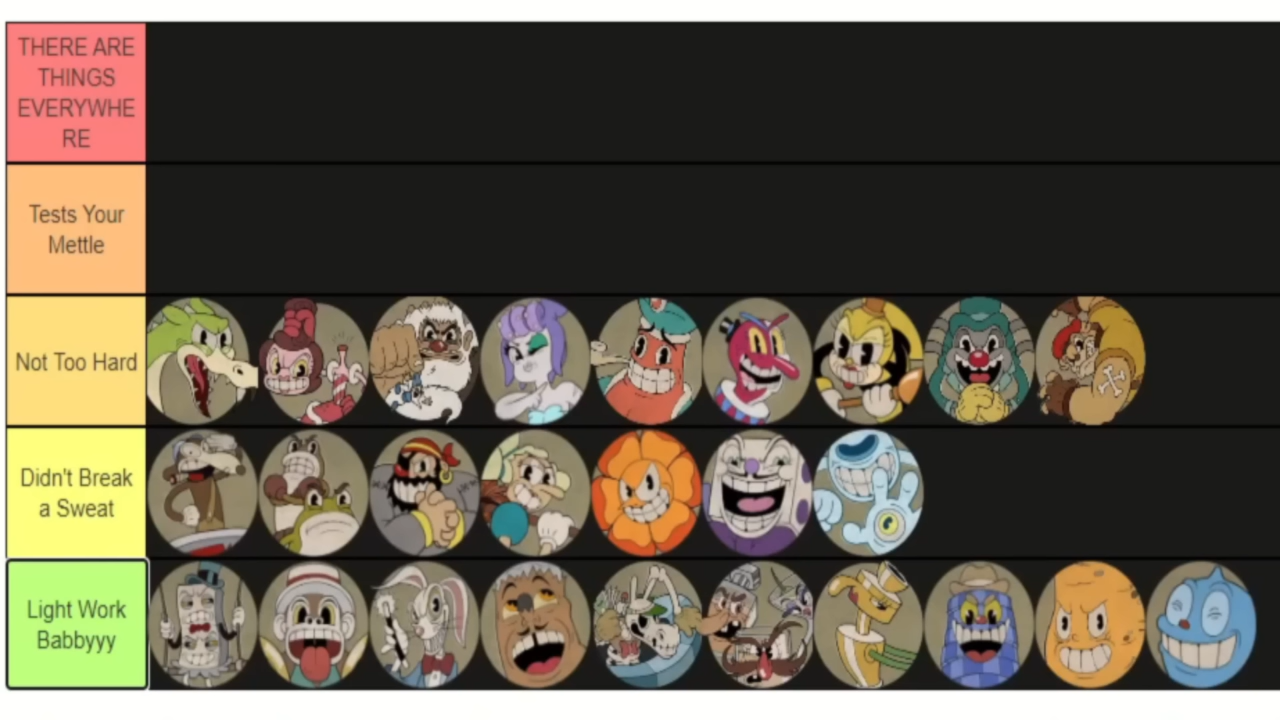 THERE ARE
THINGS
EVERYWHE
RE
Tests Your
Mettle
Not Too Hard
Didn't Break
a Sweat
Light Work
Babbyyy